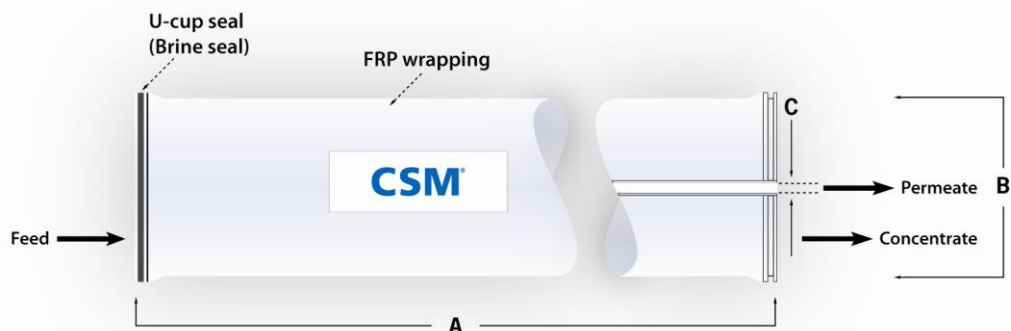 U-cup seal
(Brine seal)
FRP wrapping
C
CSM®
Permeate
B
Feed
Concentrate
A